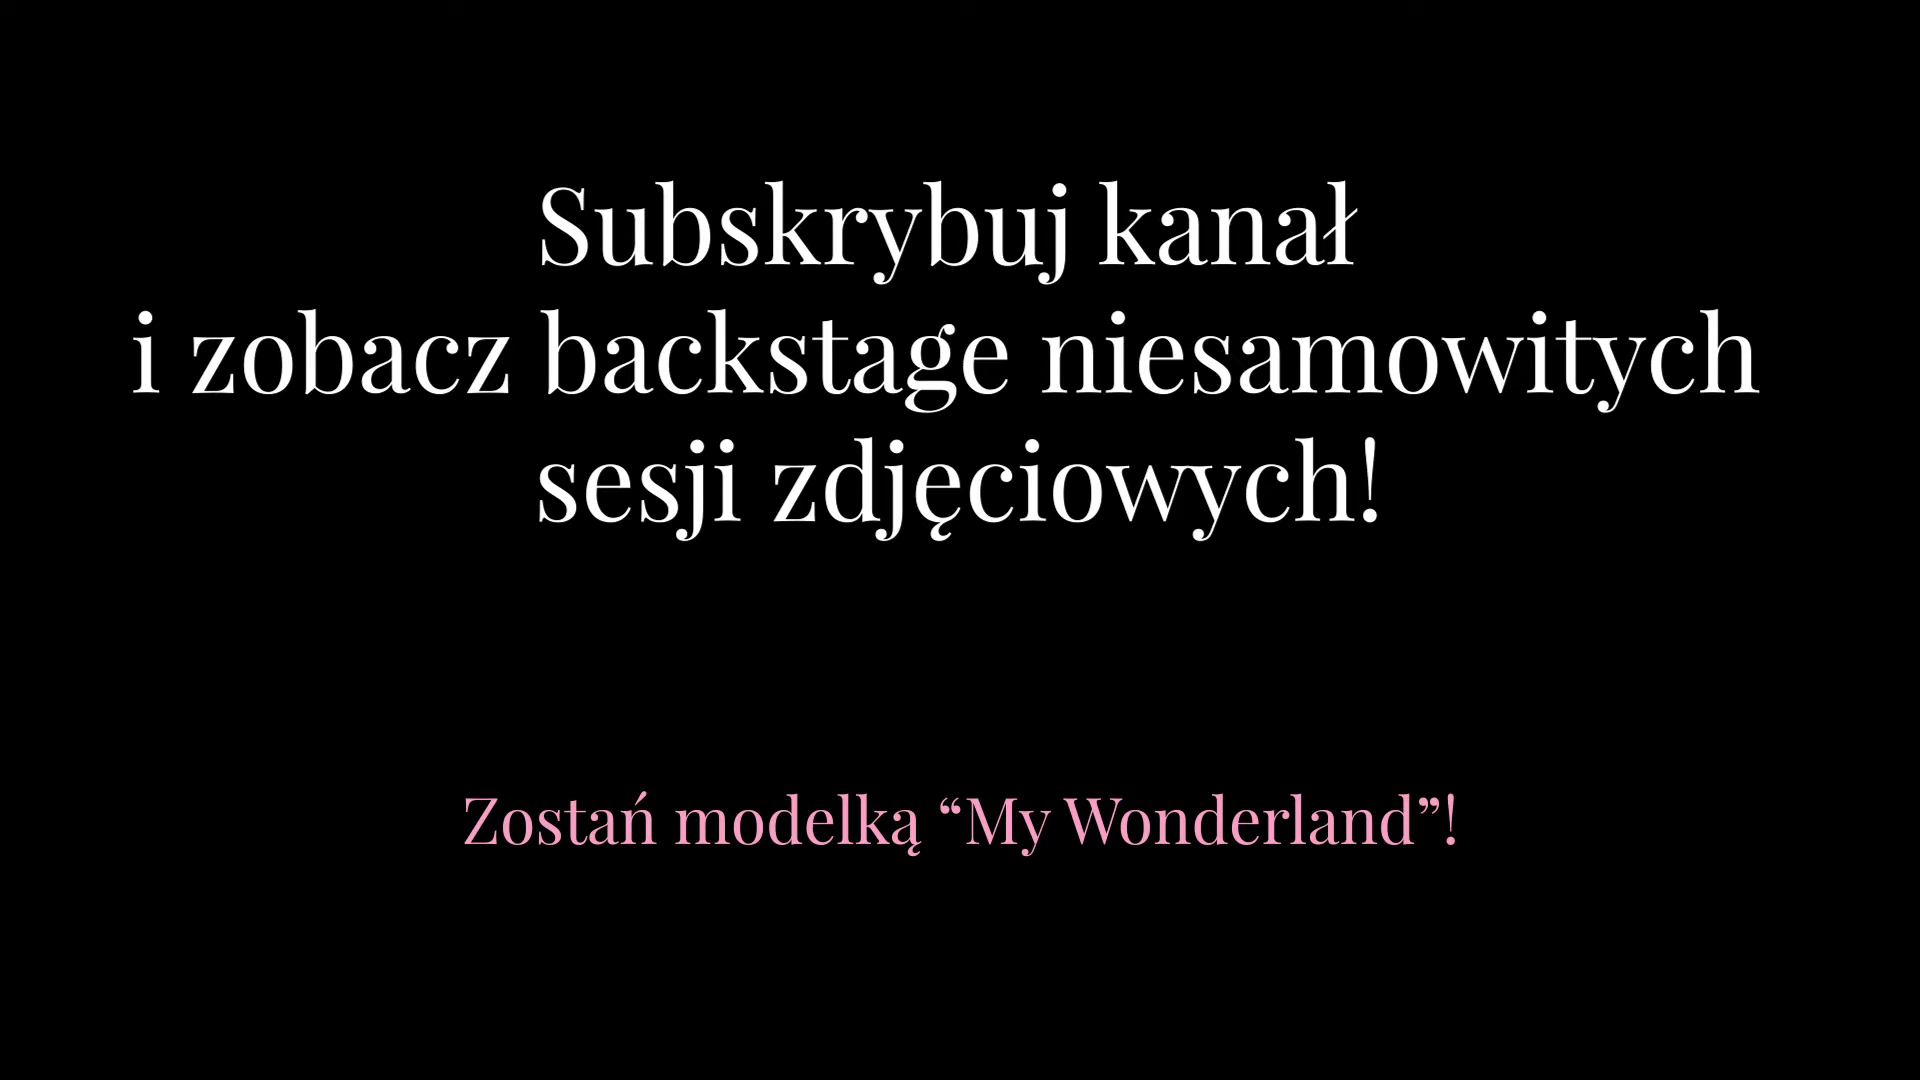 Subskrybuj kanał
i zobacz backstage niesamowitych
sesji zdjęciowych!
Zostań modelką “My Wonderland”!